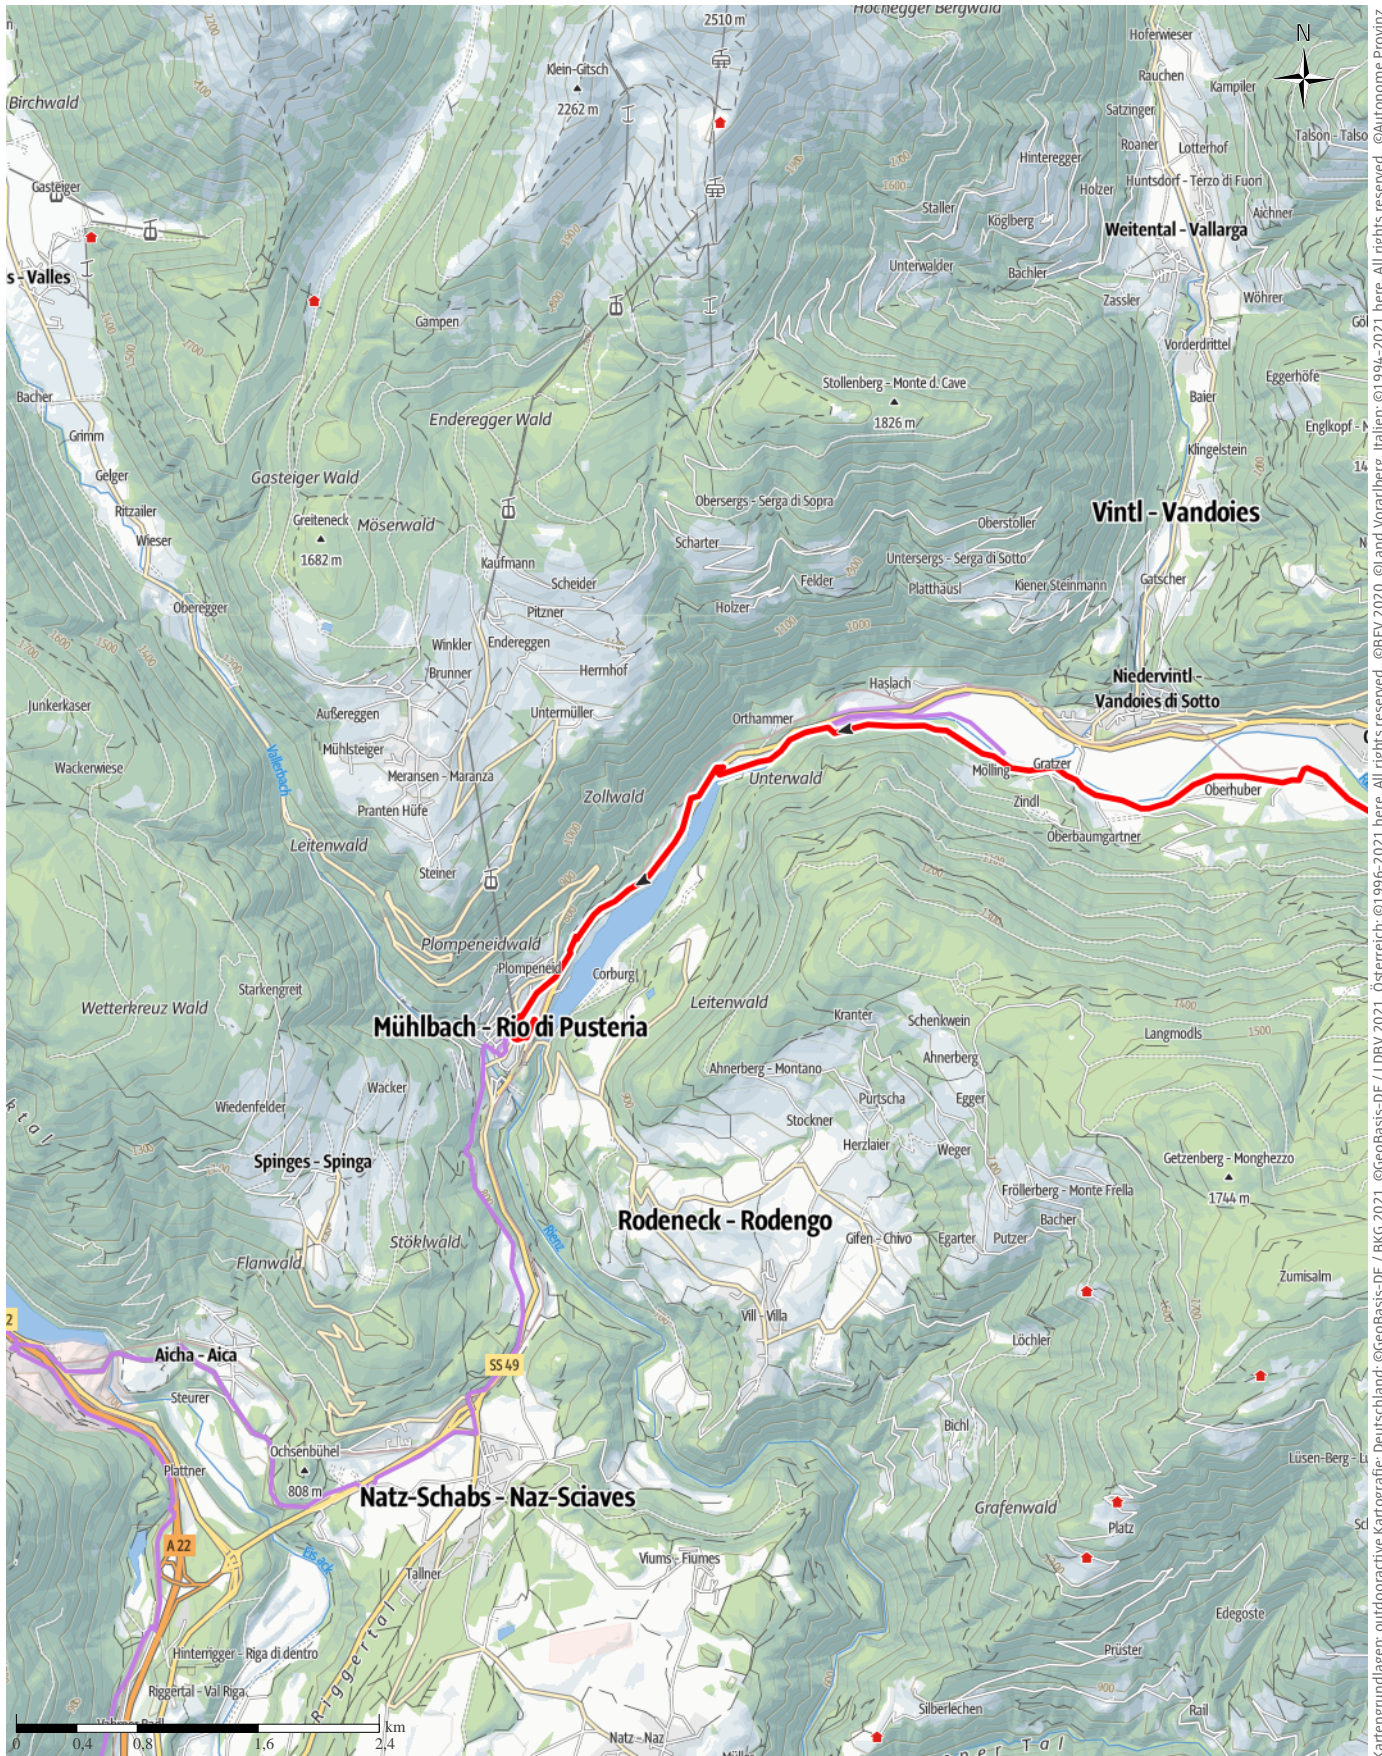 Hochegger Bergwald
2510 m
Hoferwieser
N
Klein-Gitsch
2262 m
Rauchen
Kampiler
Birchwald
Satzinger
Roaner
Lotterhof
Hinteregger
Gasteiger
Holzer
Huntsdorf - Terzo di Fuori
Staller
Köglberg
Aichner
Weitental - Vallarga
s - Valles
Unterwalder
Bachler
Zassler
Wöhrer
Gampen
Vorderdrittel
Stollenberg - Monte d. Cave
1826 m
Eggerhöfe
Bacher
Baier
Enderegger Wald
Grimm
Klingelstein
Gelger
Gasteiger Wald
Obersergs - Serga di Sopra
Ritzailer
Greiteneck
1682 m
Möserwald
Vintl - Vandoies
Wieser
Oberstoller
Scharter
Kaufmann
Untersergs - Serga di Sotto
Scheider
Felder
Platthäusl
Kiener Steinmann
Gatscher
Oberegger
Pitzner
Holzer
1100
1000
Winkler
Endereggen
Brunner
Hermhof
Niedervintl -
Vandoies di Sotto
Haslach
Junkerkaser
Außereggen
Untermüller
Orthammer
Mühlsteiger
Wackerwiese
Meransen - Maranza
Unterwald
Mölling
Gratzer
Vallerbach
Zollwald
Oberhuber
Pranten Hüfe
Zindl
Oberbaumgartner
Leitenwald
Steiner
Plompeneidwald
Plompeneid
Corburg
Starkengreit
Wetterkreuz Wald
Leitenwald
Kranter
Schenkwein
Langmodls
1400
1500
Mühlbach - Rio di Pusteria
Ahnerberg
Ahnerberg - Montano
Wacker
Purtscha
Egger
Wiedenfelder
Stockner
Herzlaier
Weger
Spinges - Spinga
Getzenberg - Monghezzo
1744 m
Fröllerberg - Monte Frella
Rodeneck - Rodengo
Bacher
Rienz
Stöklwald
Gifen - Chivo
Egarter
Putzer
Flanwald
Zumisalm
Vill - Villa
Löchler
Aicha - Aica
SS 49
Steurer
Bichl
Ochsenbühel
808 m
Plattner
Natz-Schabs - Naz-Sciaves
Grafenwald
Platz
A 22
Eisack
Viums - Fiumes
Tallner
Edegoste
Riggertal
Hinterrigger - Riga di dentro
Prüster
Riggertal - Val Riga
900
Silberlechen
Rail
Natz - Naz
km
0
0,4
0,8
1,6
2,4